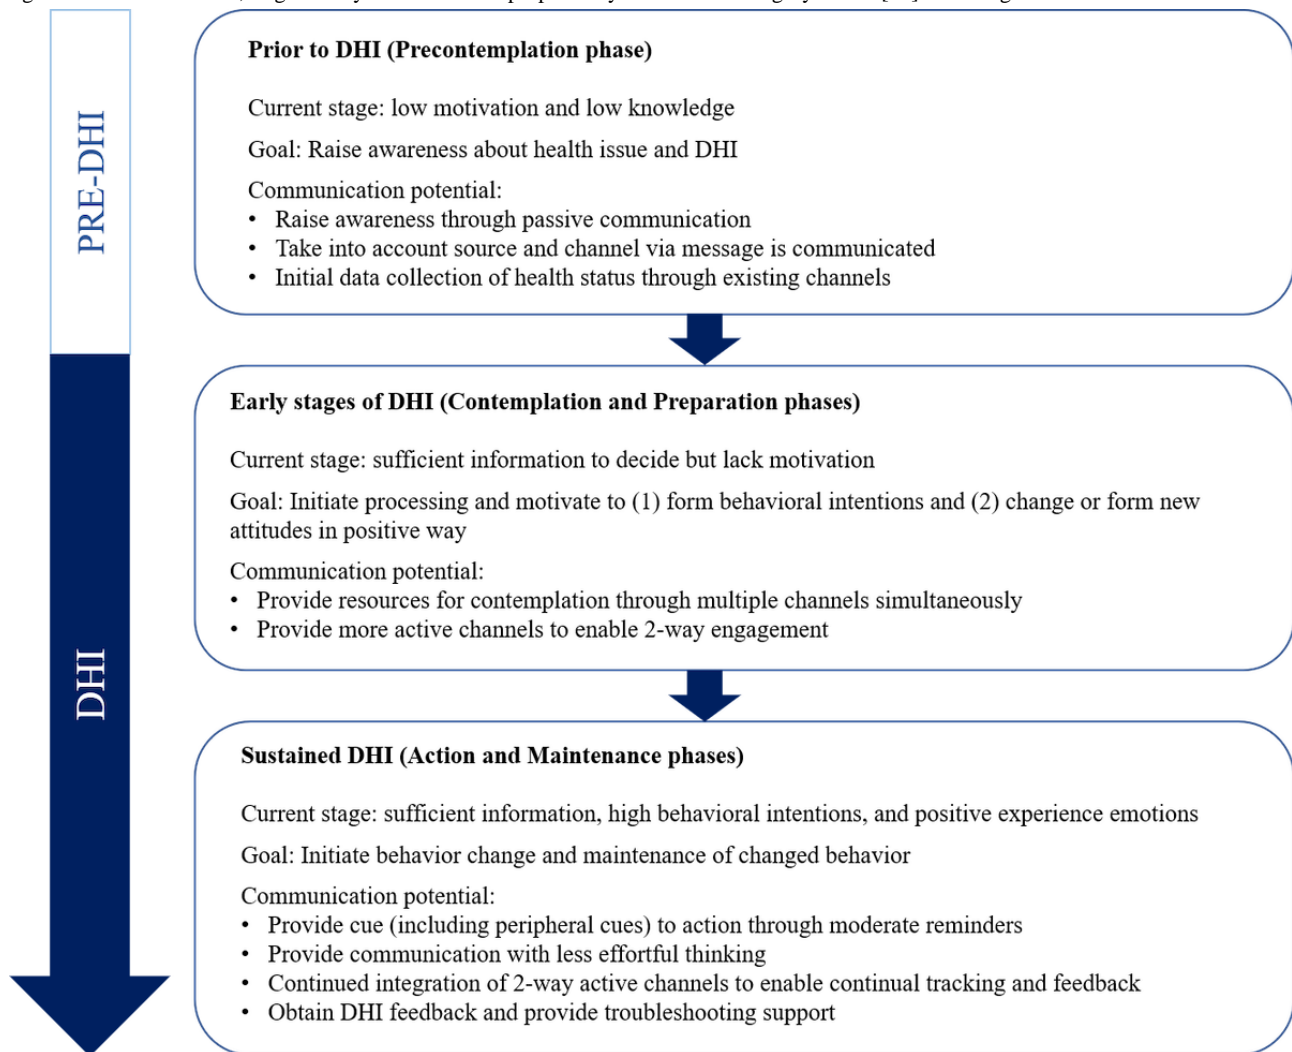 PRE-DHI
Prior to DHI (Precontemplation phase)
Current stage: low motivation and low knowledge
Goal: Raise awareness about health issue and DHI
Communication potential:
• Raise awareness through passive communication
• Take into account source and channel via message is communicated
• Initial data collection of health status through existing channels
DHI
Early stages of DHI (Contemplation and Preparation phases)
Current stage: sufficient information to decide but lack motivation
Goal: Initiate processing and motivate to (1) form behavioral intentions and (2) change or form new
attitudes in positive way
Communication potential:
• Provide resources for contemplation through multiple channels simultaneously
• Provide more active channels to enable 2-way engagement
Sustained DHI (Action and Maintenance phases)
Current stage: sufficient information, high behavioral intentions, and positive experience emotions
Goal: Initiate behavior change and maintenance of changed behavior
Communication potential:
• Provide cue (including peripheral cues) to action through moderate reminders
• Provide communication with less effortful thinking
• Continued integration of 2-way active channels to enable continual tracking and feedback
• Obtain DHI feedback and provide troubleshooting support